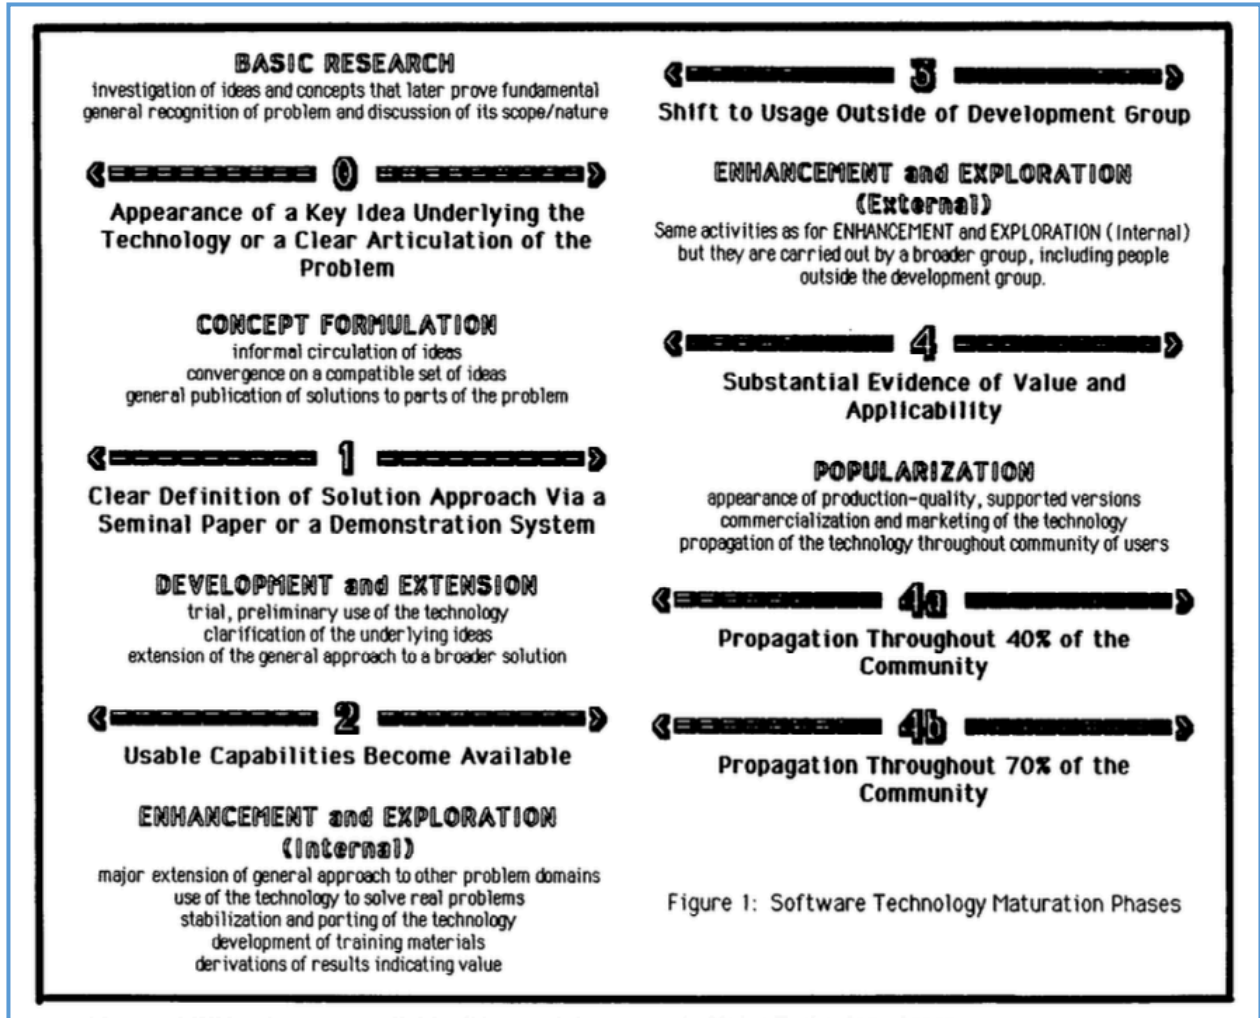 BASIC RESEARCH
investigation of ideas and concepts that later prove fundamental
general recognition of problem and discussion of its scope/nature
0
Appearance of a Key Idea Underlying the
Technology or a Clear Articulation of the
Problem
CONCEPT FORMULATION
informal circulation of ideas
convergence on a compatible set of ideas
general publication of solutions to parts of the problem
1
Clear Definition of Solution Approach Via a
Seminal Paper or a Demonstration System
DEVELOPMENT and EXTENSION
trial, preliminary use of the technology
clarification of the underlying ideas
extension of the general approach to a broader solution
2
Usable Capabilities Become Available
ENHANCEMENT and EXPLORATION
(Internal)
major extension of general approach to other problem domains
use of the technology to solve real problems
stabilization and porting of the technology
development of training materials
derivations of results indicating value
3
Shift to Usage Outside of Development Group
ENHANCEMENT and EXPLORATION
(External)
Same activities as for ENHANCEMENT and EXPLORATION (Internal)
but they are carried out by a broader group, including people
outside the development group.
4
Substantial Evidence of Value and
Applicability
POPULARIZATION
appearance of production-quality, supported versions
commercialization and marketing of the technology
propagation of the technology throughout community of users
4a
Propagation Throughout 40% of the
Community
4b
Propagation Throughout 70% of the
Community
Figure 1: Software Technology Maturation Phases